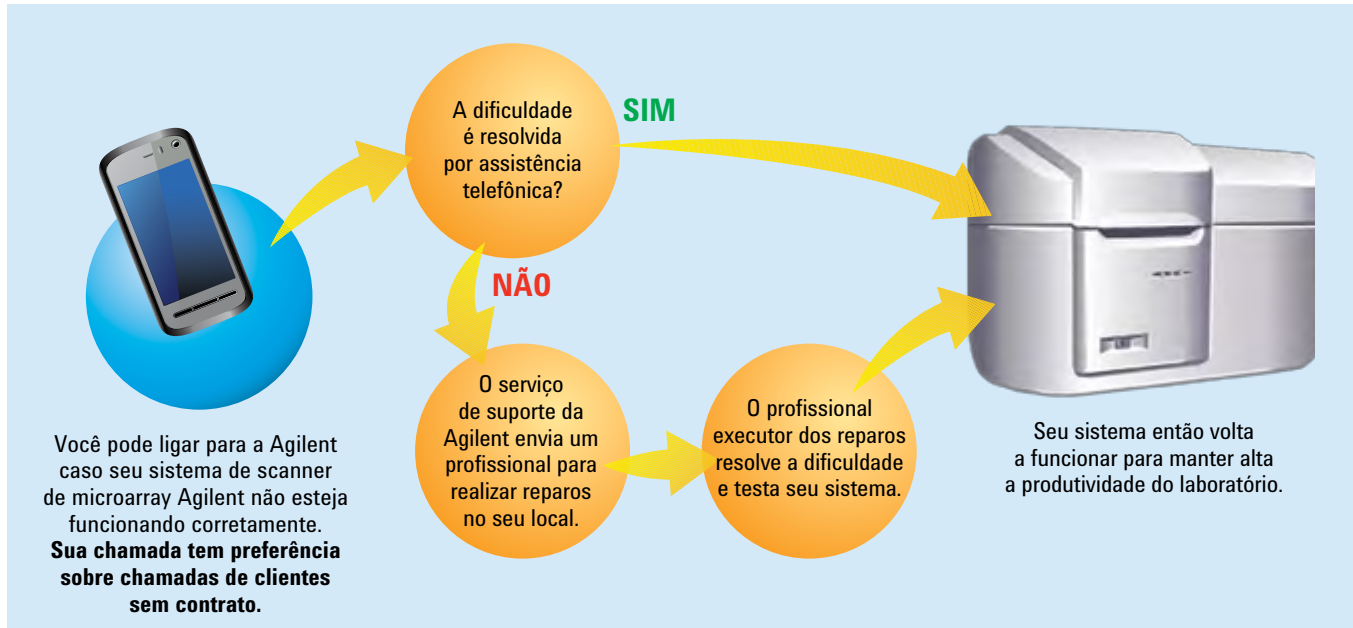 A dificuldade
é resolvida
por assistência
telefônica?
SIM
NÃO
O serviço
de suporte da
Agilent envia um
profissional para
realizar reparos
no seu local.
O profissional
executor dos reparos
resolve a dificuldade
e testa seu sistema.
Você pode ligar para a Agilent
caso seu sistema de scanner
de microarray Agilent não esteja
funcionando corretamente.
Sua chamada tem preferência
sobre chamadas de clientes
sem contrato.
Seu sistema então volta
a funcionar para manter alta
a produtividade do laboratório.